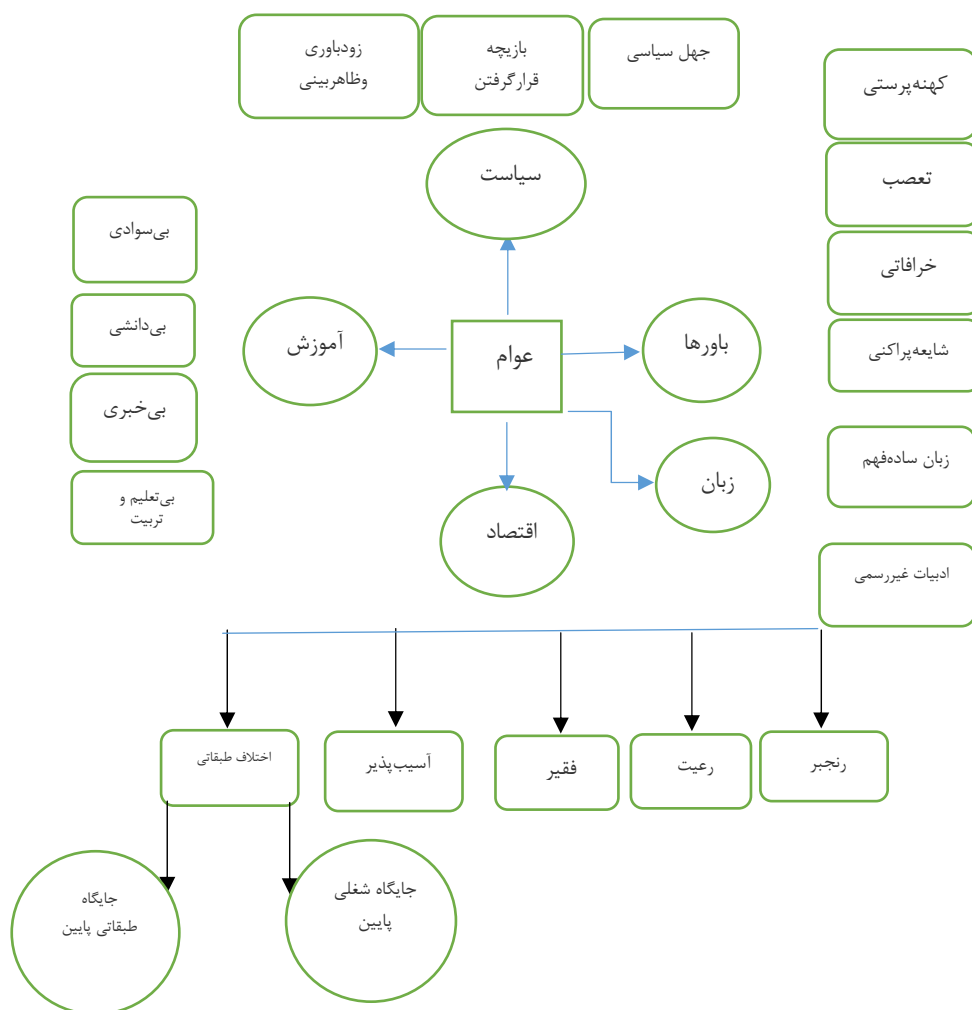 جهل سیاسی
بازیچه
قرارگرفتن
زودباوری
وظاهربینی
کهنه‌پرستی
سیاست
تعصب
بی‌سوادی
خرافاتی
بی‌دانشی
آموزش
عوام
باورها
شایعه‌پراکنی
بی‌خبری
زبان ساده‌فهم
زبان
بی‌تعلیم و
تربیت
اقتصاد
ادبیات غیررسمی
رنجبر
رعیت
فقیر
آسیب‌پذیر
اختلاف طبقاتی
جایگاه شغلی
پایین
جایگاه
طبقاتی پایین